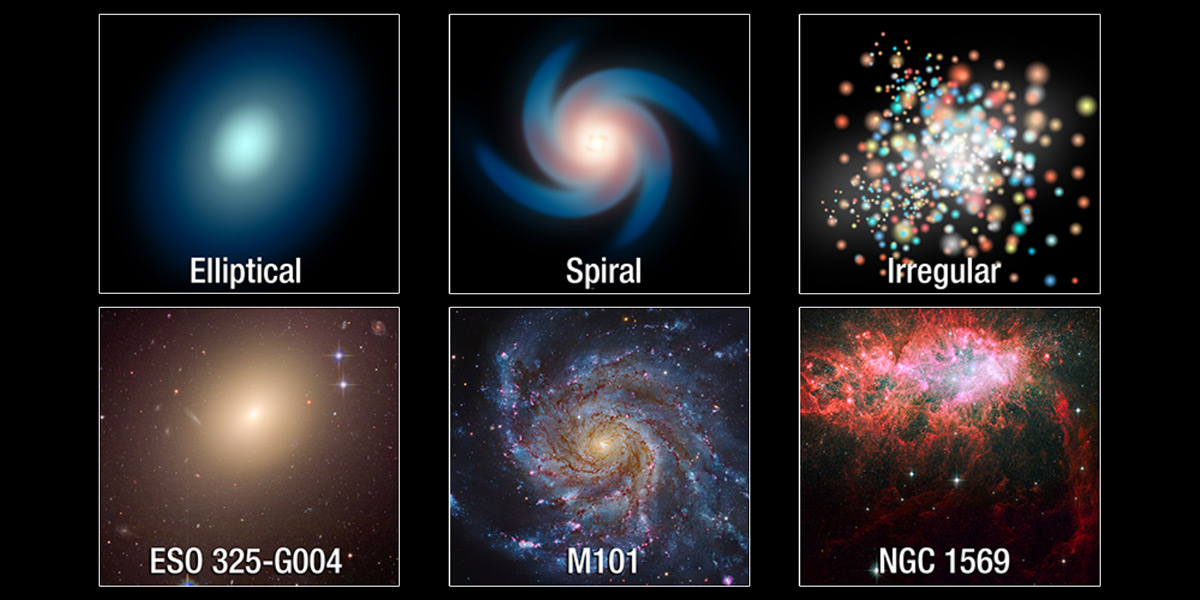 Elliptical
Spiral
Irregular
ESO 325-G004
M101
NGC 1569